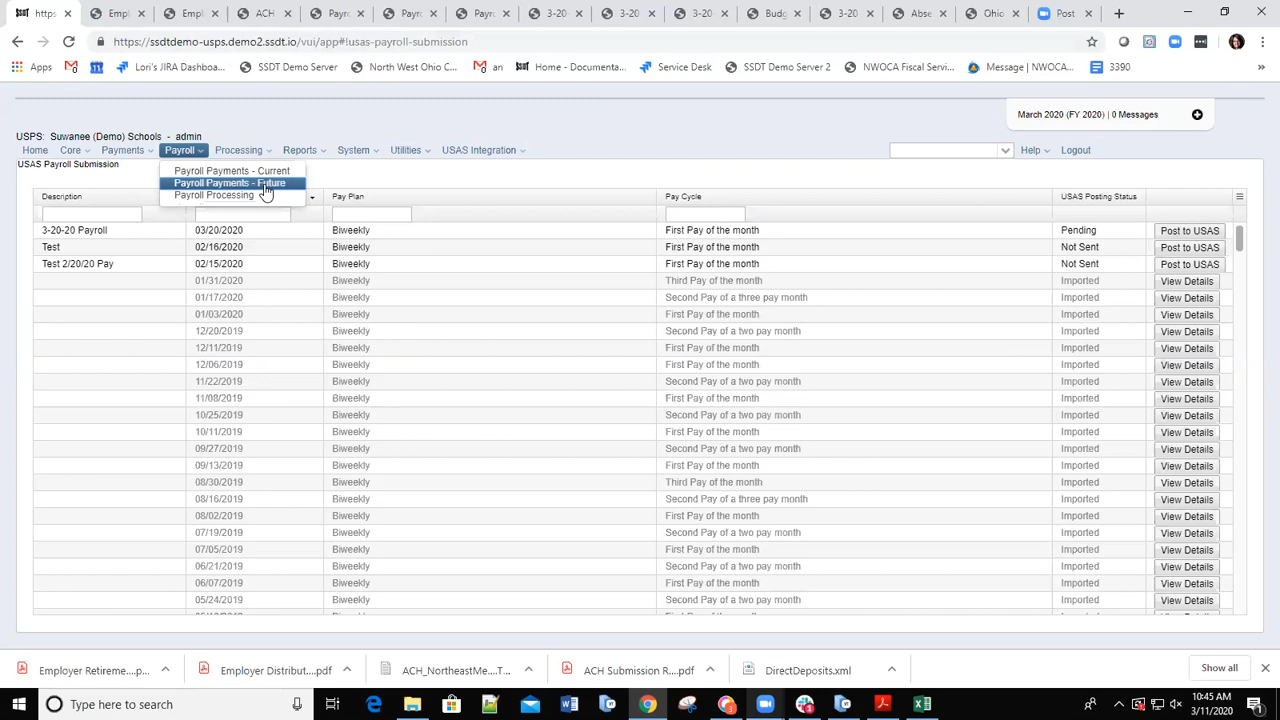 https
Empl
Empl
ACH
Payr
Payr
Payr
3-20
3-20
3-20
Budg
3-20
Abse
Ohio
Post
https://ssdtdemo-usps.demo2.ssdt.io/vui/app#!usas-payroll-submission
Apps
Lori's JIRA Dashboa...
SSDT Demo Server
North West Ohio C...
an
Home - Documenta...
Service Desk
SSDT Demo Server 2
NWOCA Fiscal Servi...
Message | NWOCA...
3390
March 2020 (FY 2020) | 0 Messages
USPS: Suwanee (Demo) Schools - admin
Home Core Payments Payroll Processing Reports System Utilities USAS Integration Help Logout
USAS Payroll Submission
Payroll Payments - Current
Payroll Payments - Future
Payroll Processing
Description Pay Plan Pay Cycle USAS Posting Status
3-20-20 Payroll 03/20/2020 Biweekly First Pay of the month Pending Post to USAS
Test 02/16/2020 Biweekly First Pay of the month Not Sent Post to USAS
Test 2/20/20 Pay 02/15/2020 Biweekly First Pay of the month Not Sent Post to USAS
01/31/2020 Biweekly Third Pay of the month Imported View Details
01/17/2020 Biweekly Second Pay of a three pay month Imported View Details
01/03/2020 Biweekly First Pay of the month Imported View Details
12/20/2019 Biweekly Second Pay of a two pay month Imported View Details
12/11/2019 Biweekly First Pay of the month Imported View Details
12/06/2019 Biweekly First Pay of the month Imported View Details
11/22/2019 Biweekly Second Pay of a two pay month Imported View Details
11/08/2019 Biweekly First Pay of the month Imported View Details
10/25/2019 Biweekly Second Pay of a two pay month Imported View Details
10/11/2019 Biweekly First Pay of the month Imported View Details
09/27/2019 Biweekly Second Pay of a two pay month Imported View Details
09/13/2019 Biweekly First Pay of the month Imported View Details
08/30/2019 Biweekly Third Pay of the month Imported View Details
08/16/2019 Biweekly Second Pay of a three pay month Imported View Details
08/02/2019 Biweekly First Pay of the month Imported View Details
07/19/2019 Biweekly Second Pay of a two pay month Imported View Details
07/05/2019 Biweekly First Pay of the month Imported View Details
06/21/2019 Biweekly Second Pay of a two pay month Imported View Details
06/07/2019 Biweekly First Pay of the month Imported View Details
05/24/2019 Biweekly Second Pay of a two pay month Imported View Details
Employer Retireme....p...
Employer Distribut....pdf
ACH_NortheastMe....T...
ACH Submission R....pdf
DirectDeposits.xml
Show all
Type here to search
10:45 AM
3/11/2020